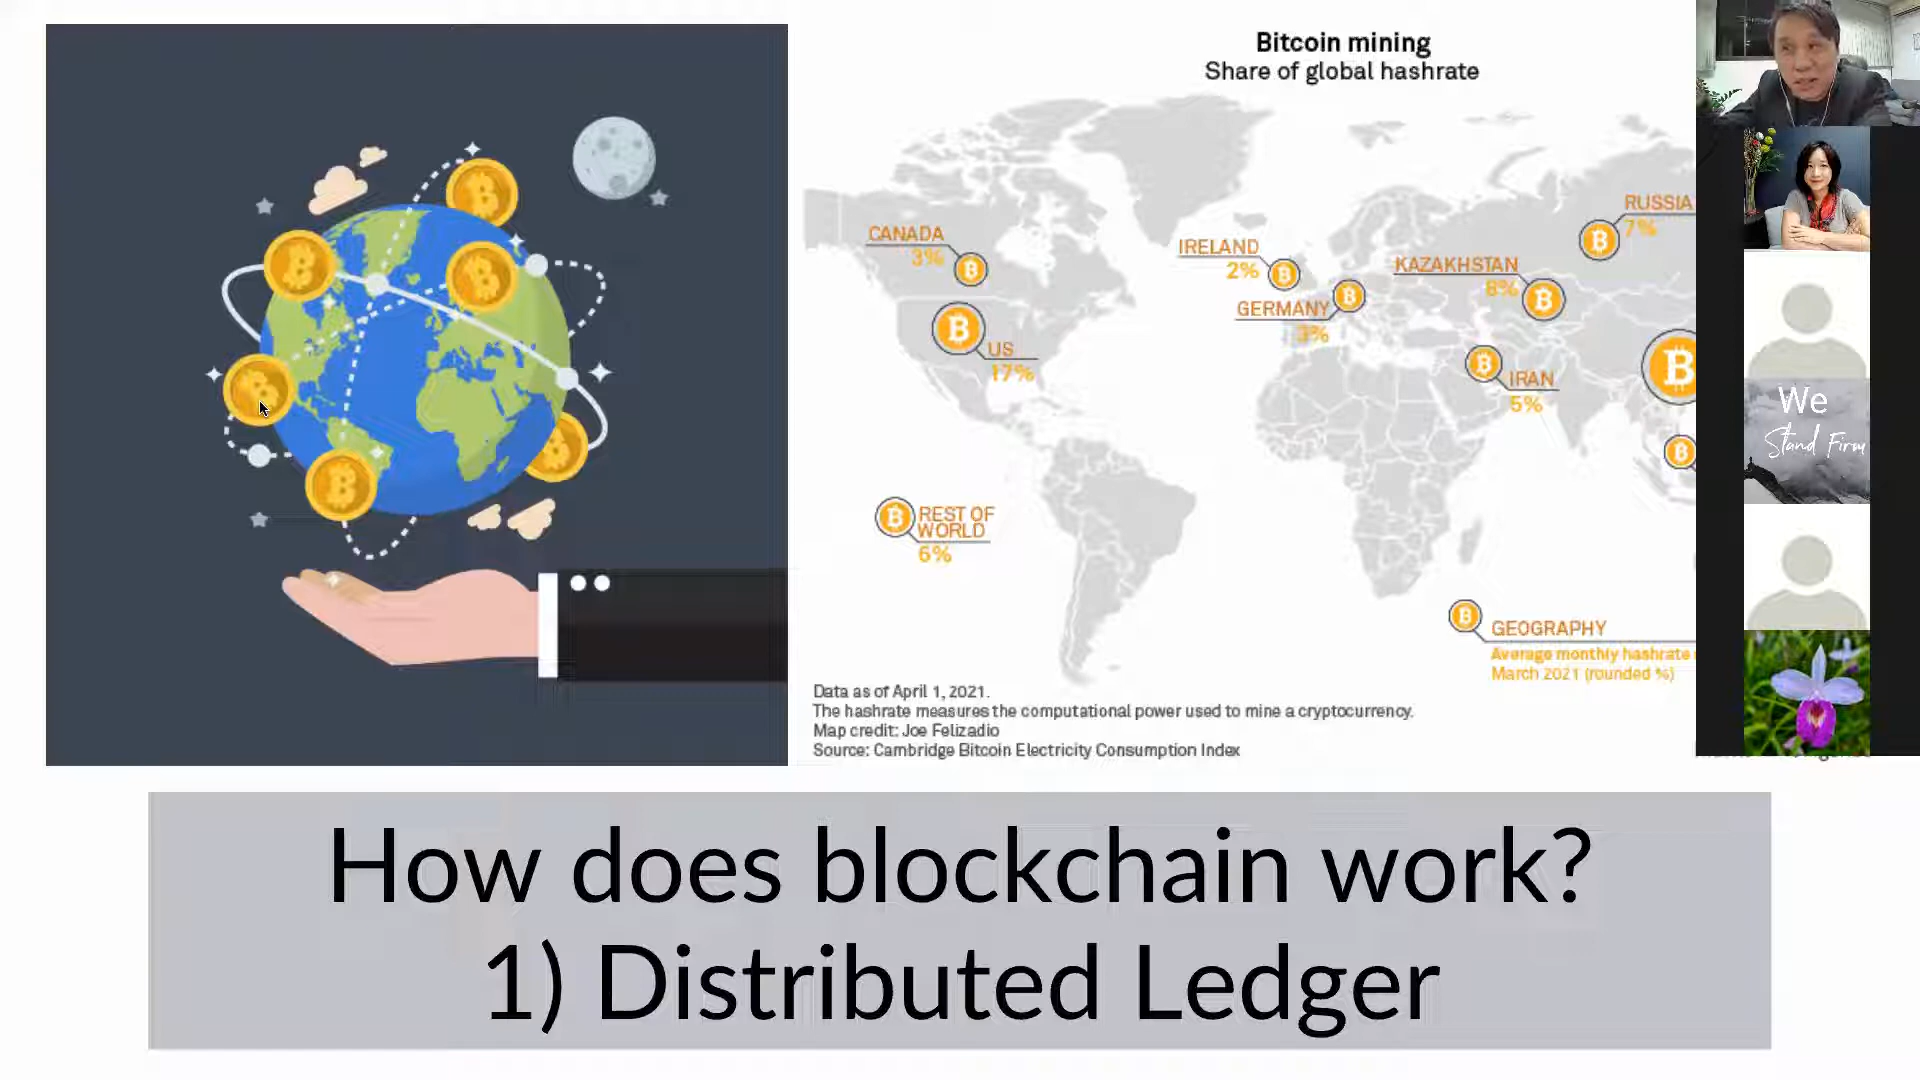 Bitcoin mining
Share of global hashrate
RUSSIA
7%
CANADA
3%
IRELAND
2%
KAZAKHSTAN
8%
GERMANY
3%
US
17%
IRAN
5%
REST OF
WORLD
6%
GEOGRAPHY
Average monthly hashrate
March 2021 (rounded %)
Data as of April 1, 2021.
The hashrate measures the computational power used to mine a cryptocurrency.
Map credit: Joe Felizadio
Source: Cambridge Bitcoin Electricity Consumption Index
We
Stand Firm
How does blockchain work?
1) Distributed Ledger